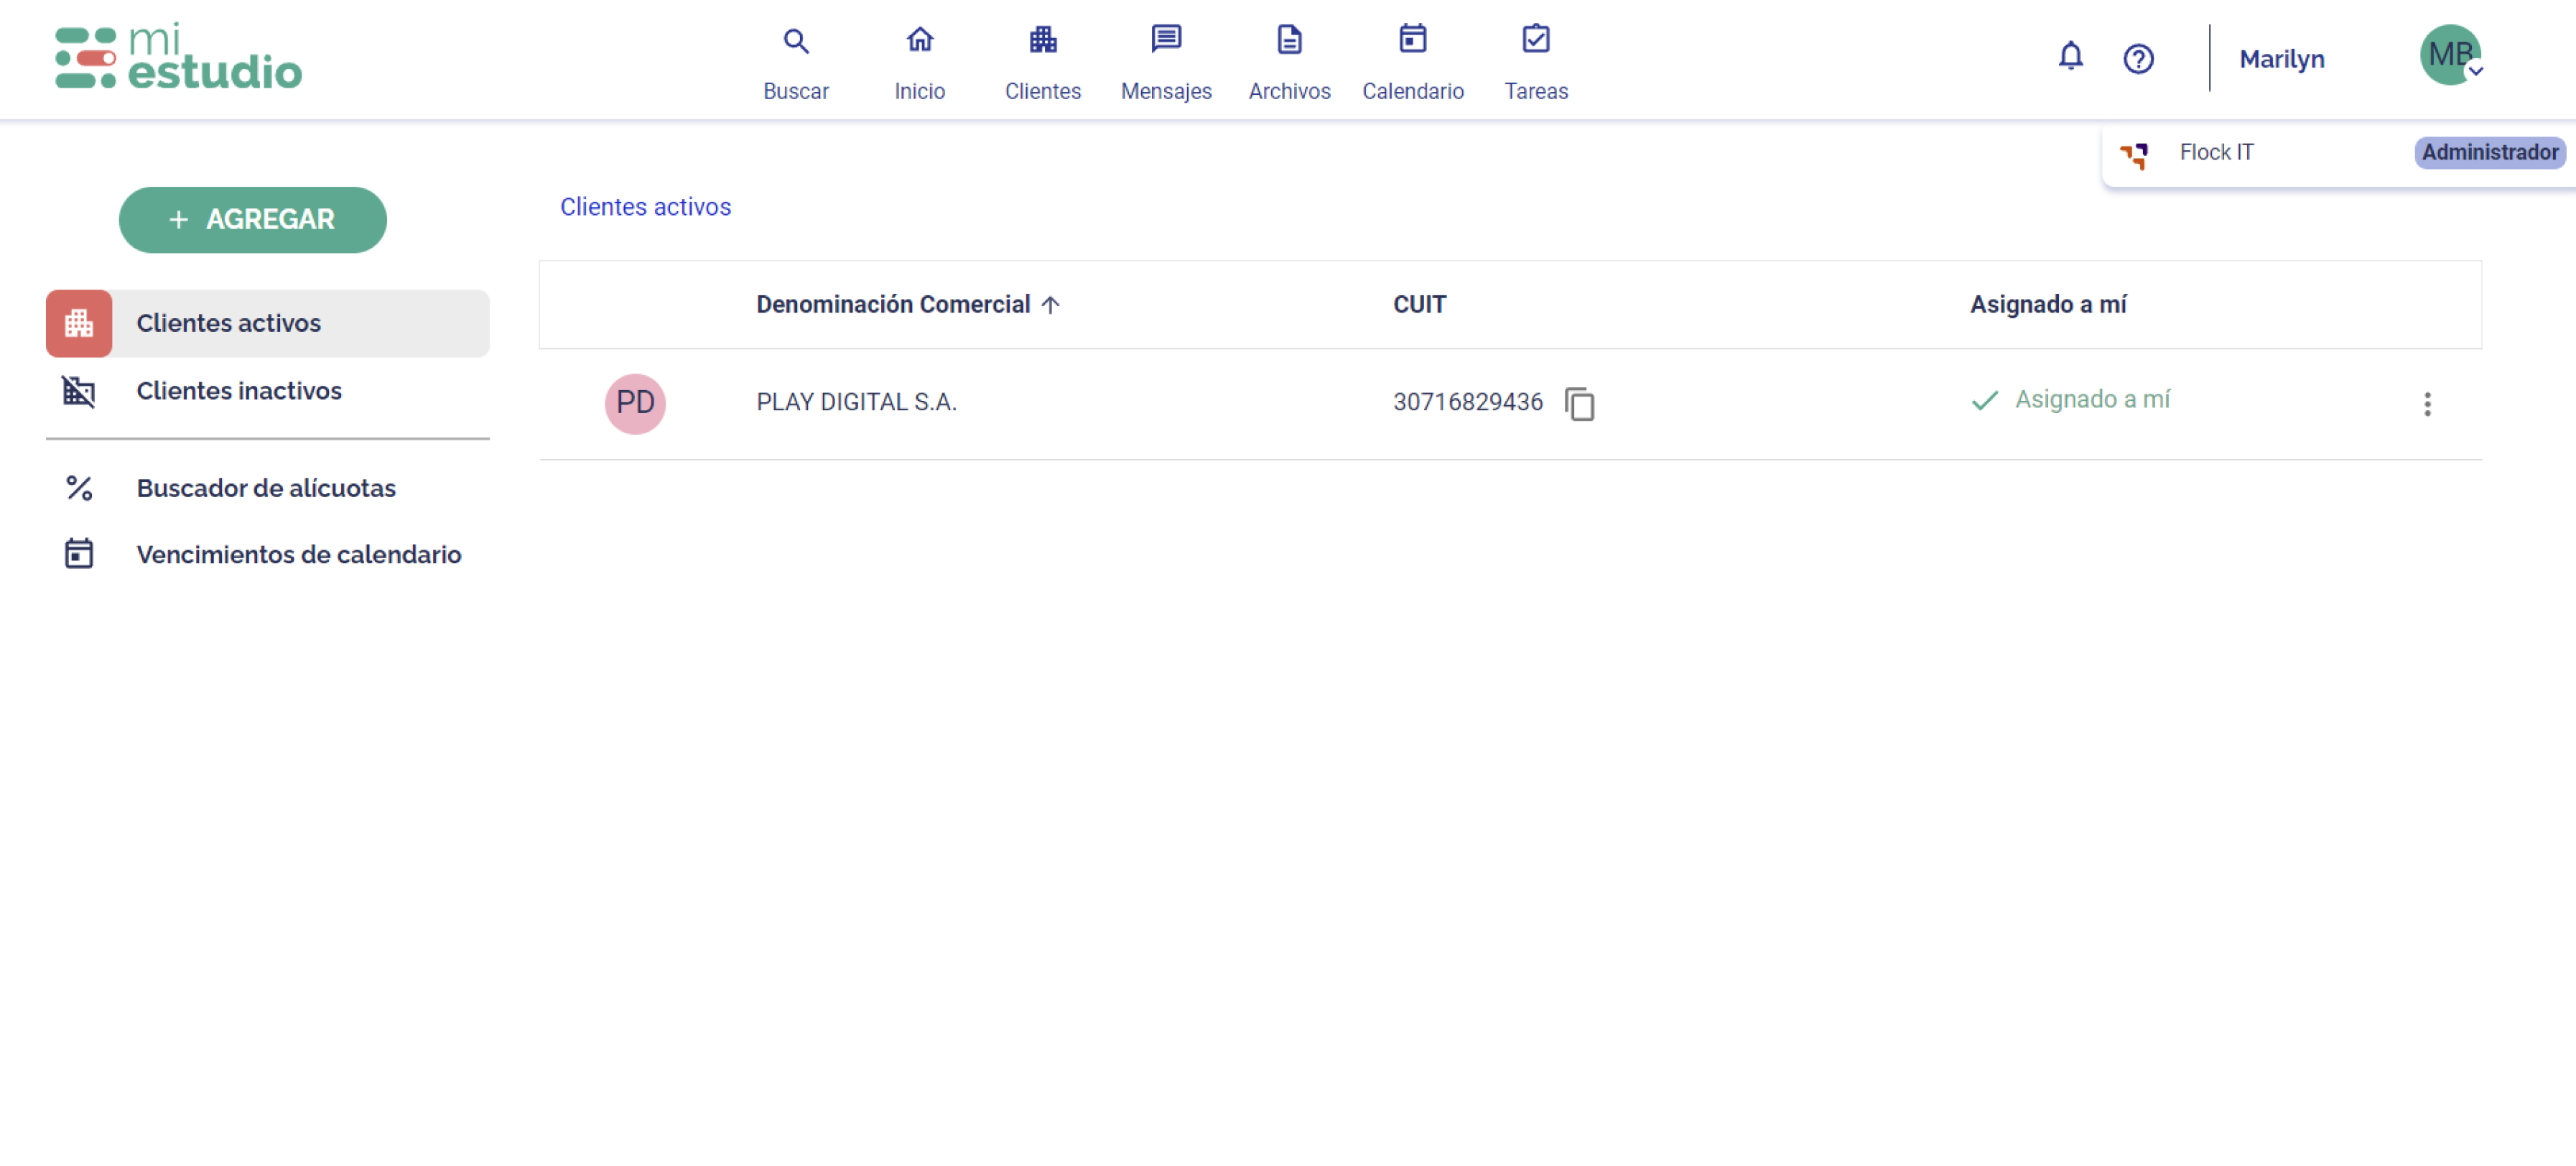 mi
estudio
Buscar Inicio Clientes Mensajes Archivos Calendario Tareas
Marilyn MB
Flock IT Administrador
+ AGREGAR
Clientes activos
Clientes inactivos
Buscador de alícuotas
Vencimientos de calendario
Clientes activos
Denominación Comercial CUIT Asignado a mí
PD PLAY DIGITAL S.A. 30716829436 Asignado a mí